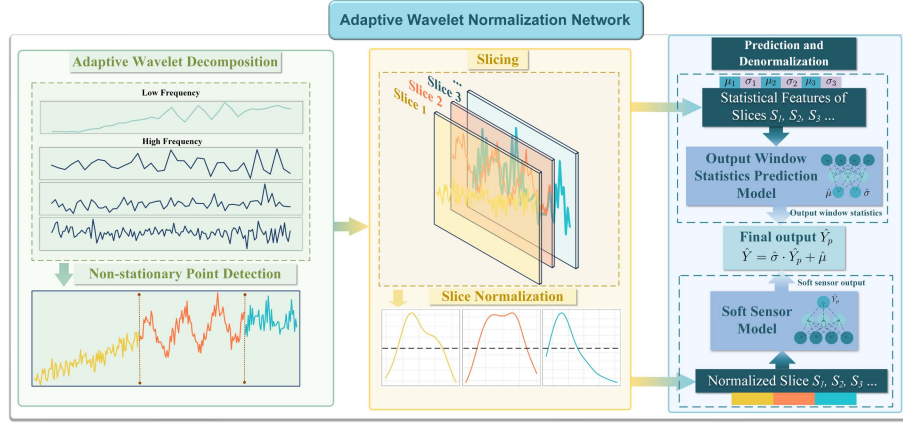 Adaptive Wavelet Normalization Network
Adaptive Wavelet Decomposition
Low Frequency
High Frequency
Non-stationary Point Detection
Slicing
...
Slice 3
Slice 2
Slice 1
Slice Normalization
Prediction and
Denormalization
μ₁ σ₁ μ₂ σ₂ μ₃ σ₃
Statistical Features of
Slices S₁, S₂, S₃ ...
Output Window
Statistics Prediction
Model
μ̂ σ̂
Output window statistics
Final output Ŷₚ
Ŷ = σ̂ · Ŷₚ + μ̂
Soft sensor output
Ŷₚ
Soft Sensor
Model
Normalized Slice S₁, S₂, S₃ ...